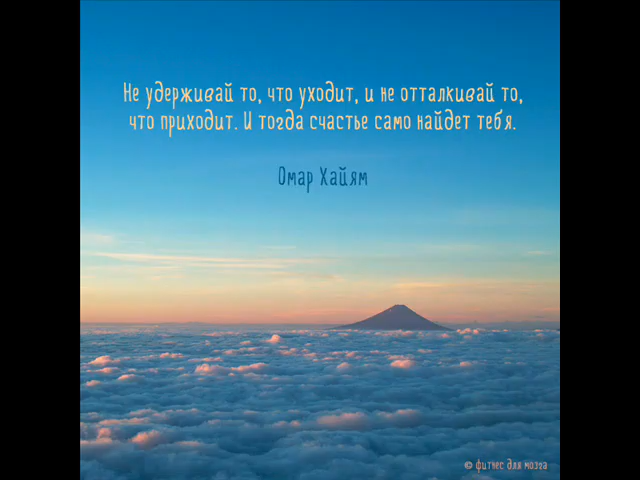 Не удерживай то, что уходит, и не отталкивай то,
что приходит. И тогда счастье само найдет тебя.
Омар Хайям
© фитнес для мозга